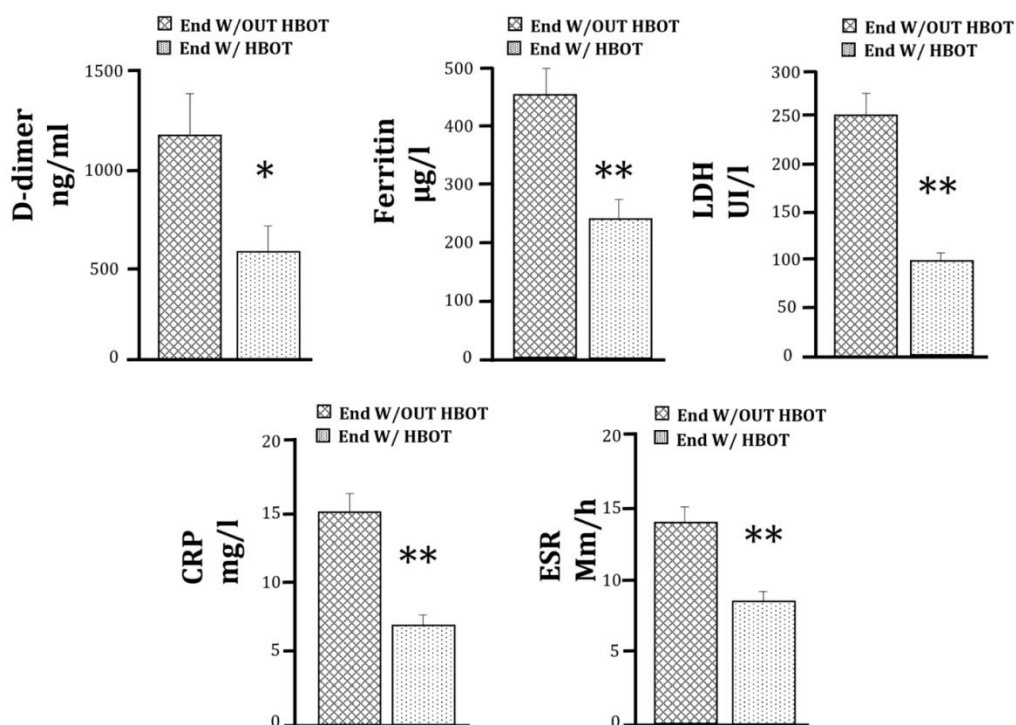 End W/OUT HBOT
End W/ HBOT
D-dimer
ng/ml
1500
1000
500
0
*
End W/OUT HBOT
End W/ HBOT
Ferritin
µg/l
500
400
300
200
100
0
**
End W/OUT HBOT
End W/ HBOT
LDH
UI/l
300
250
200
150
100
50
0
**
End W/OUT HBOT
End W/ HBOT
CRP
mg/l
20
15
10
5
0
**
End W/OUT HBOT
End W/ HBOT
ESR
Mm/h
20
15
10
5
0
**